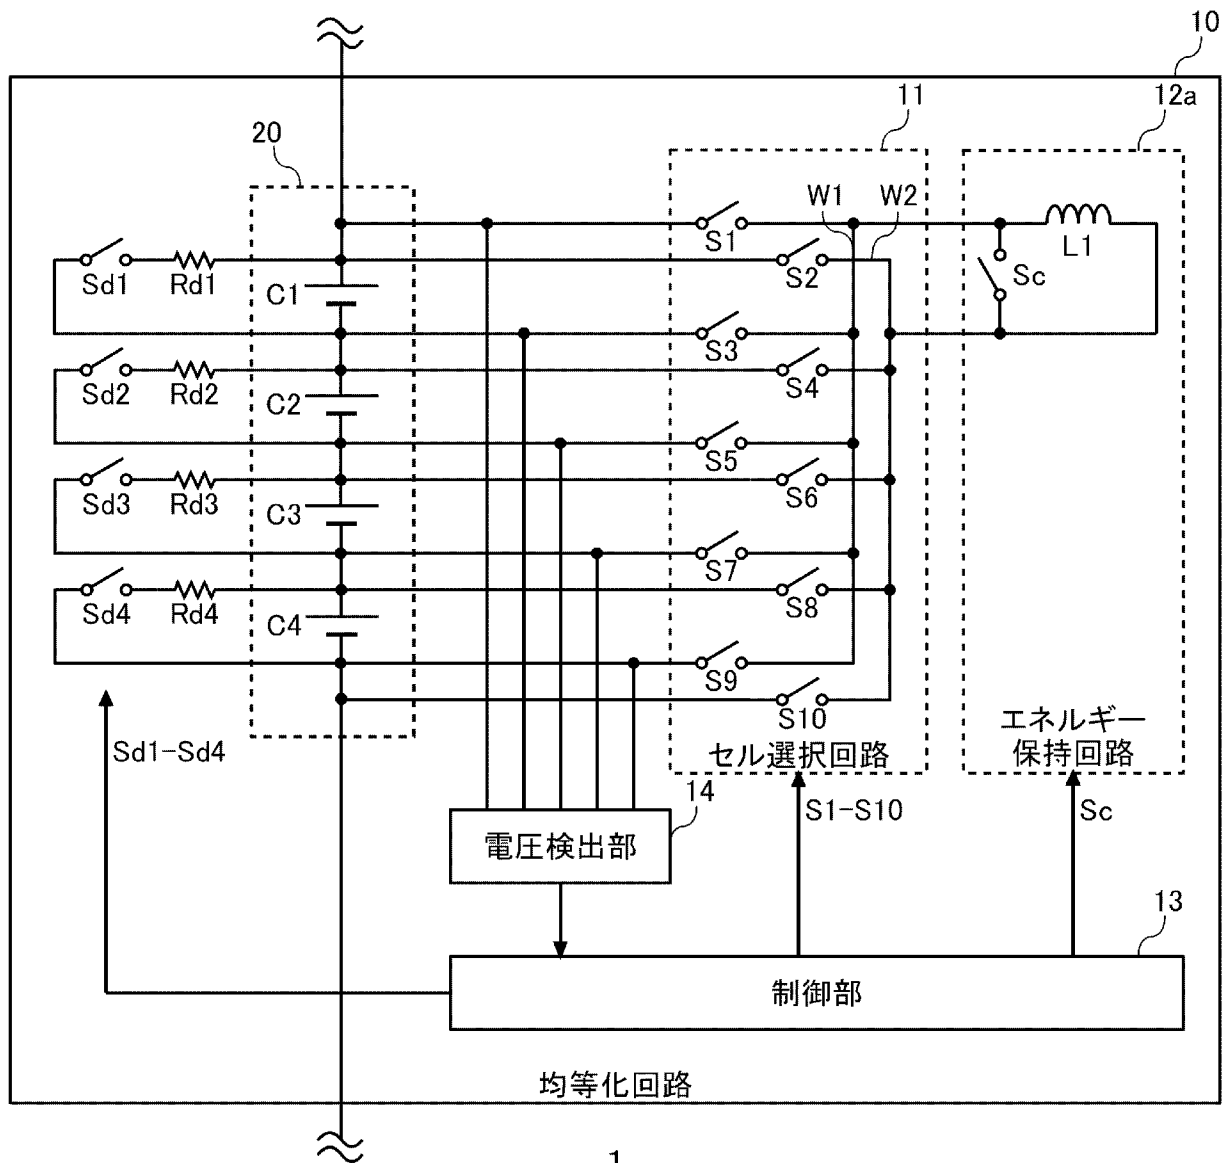 10
11
12a
20
W1
W2
S1
L1
Sd1
Rd1
C1
S2
Sc
S3
Sd2
Rd2
C2
S4
S5
Sd3
Rd3
C3
S6
S7
Sd4
Rd4
C4
S8
S9
S10
Sd1-Sd4
セル選択回路
エネルギー
保持回路
14
S1-S10
Sc
電圧検出部
13
制御部
均等化回路
1